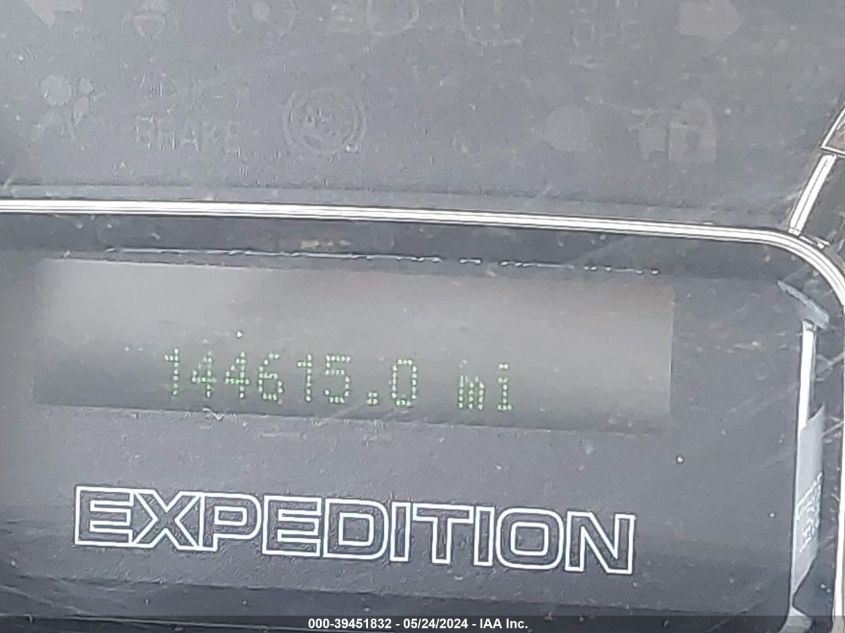 BRAKE
144615.0 mi
EXPEDITION
000-39451832 - 05/24/2024 - IAA Inc.